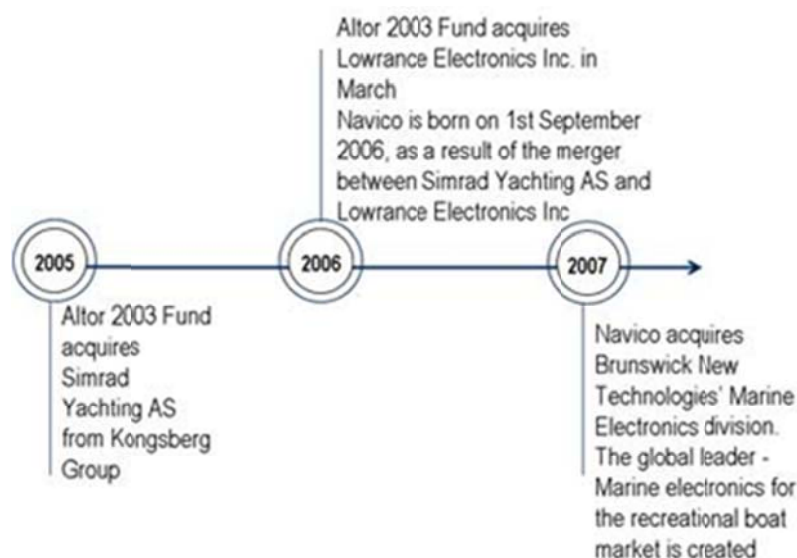 Altor 2003 Fund acquires
Lowrance Electronics Inc. in
March
Navico is born on 1st September
2006, as a result of the merger
between Simrad Yachting AS and
Lowrance Electronics Inc
2005
2006
2007
Altor 2003 Fund
acquires
Simrad
Yachting AS
from Kongsberg
Group
Navico acquires
Brunswick New
Technologies' Marine
Electronics division.
The global leader -
Marine electronics for
the recreational boat
market is created